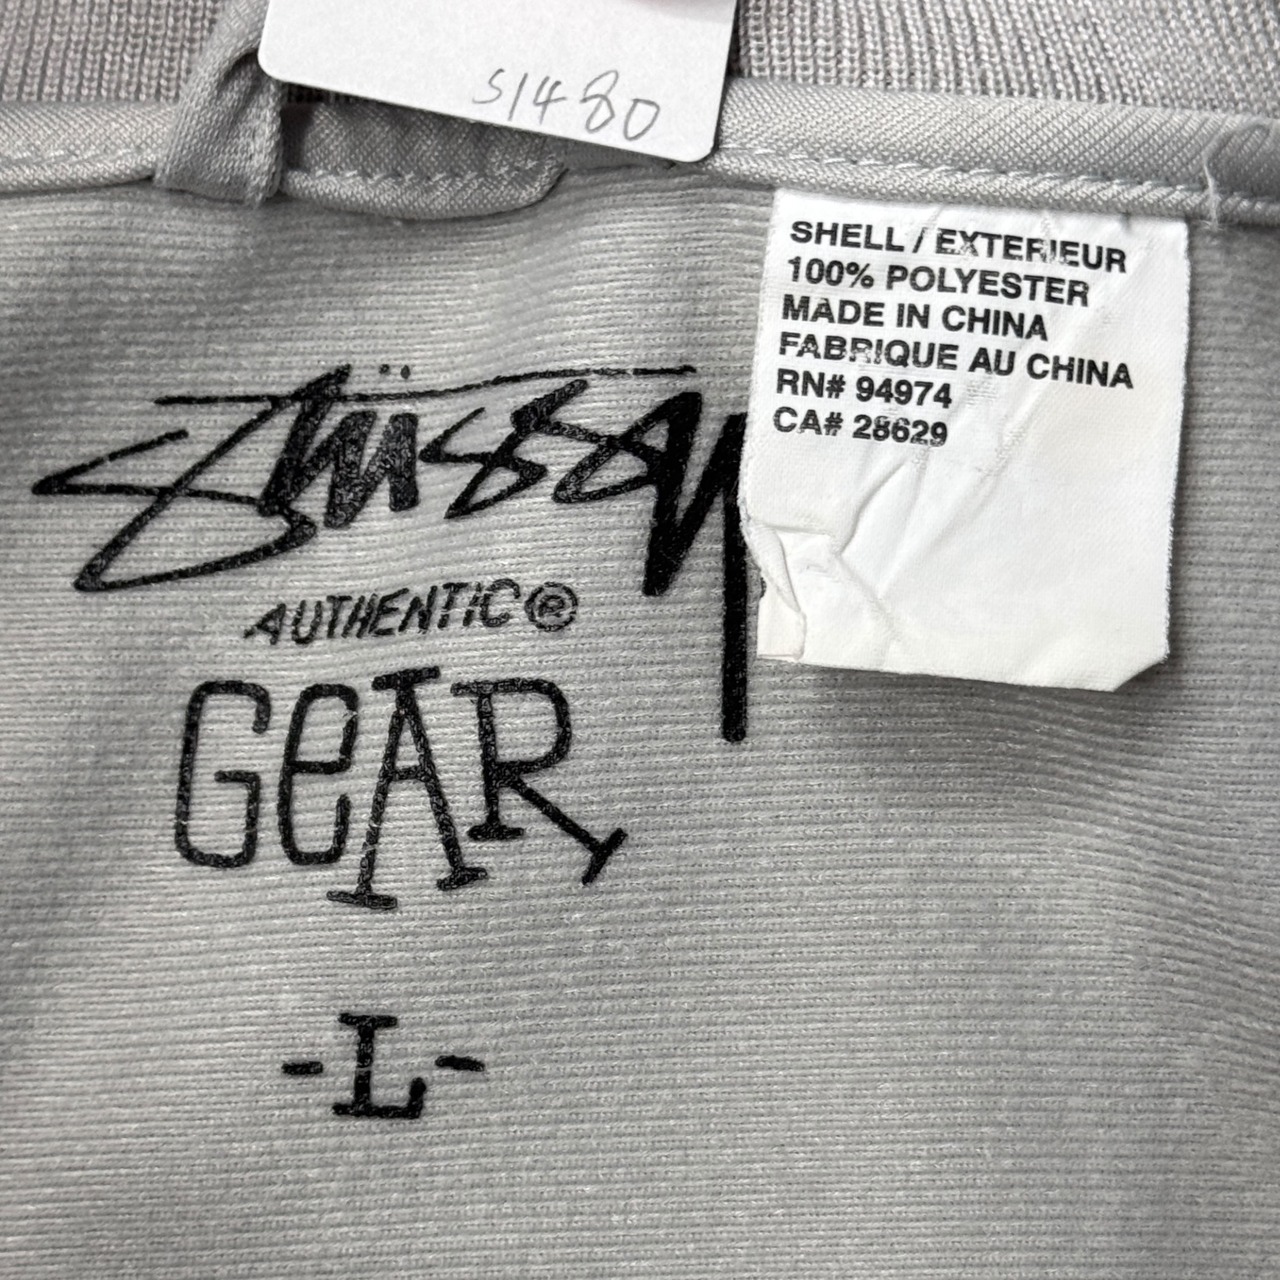 S1480
SHELL / EXTERIEUR
100% POLYESTER
MADE IN CHINA
FABRIQUE AU CHINA
RN# 94974
CA# 28629
Stüssy
AUTHENTIC®
GeAR
-L-